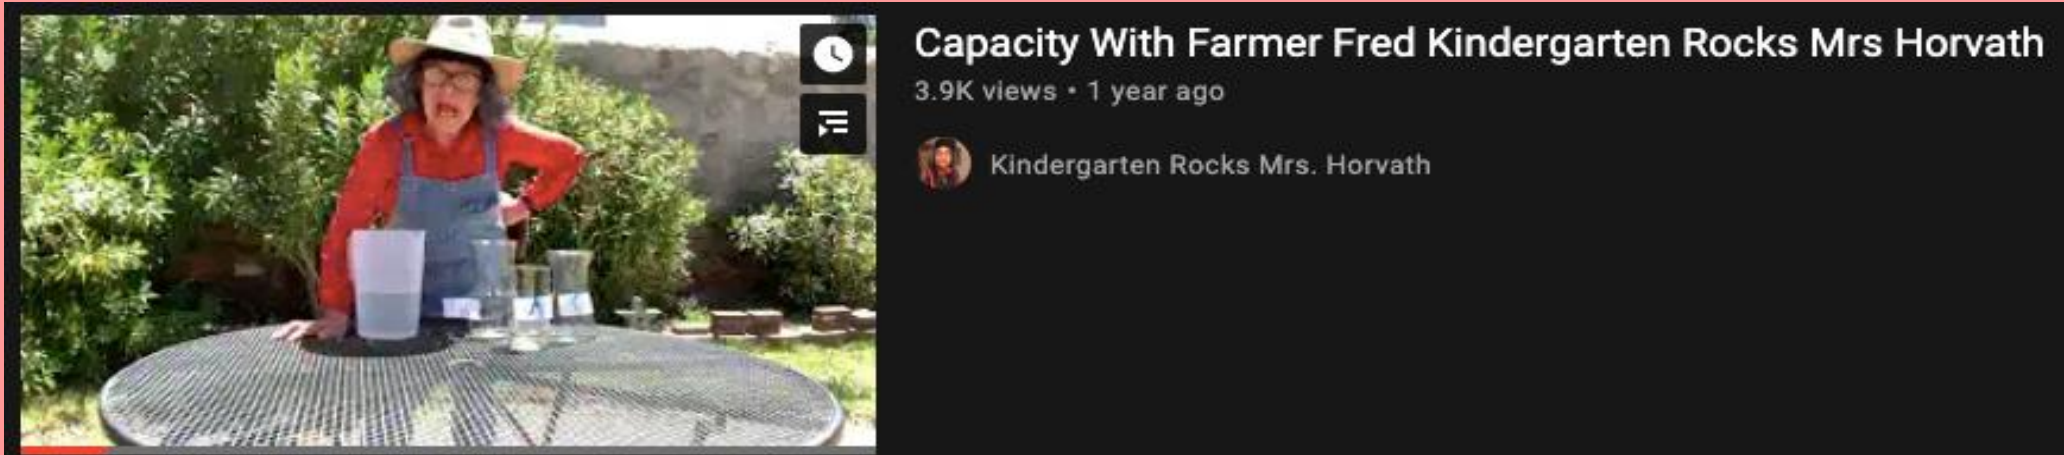 Capacity With Farmer Fred Kindergarten Rocks Mrs Horvath
3.9K views • 1 year ago
Kindergarten Rocks Mrs. Horvath